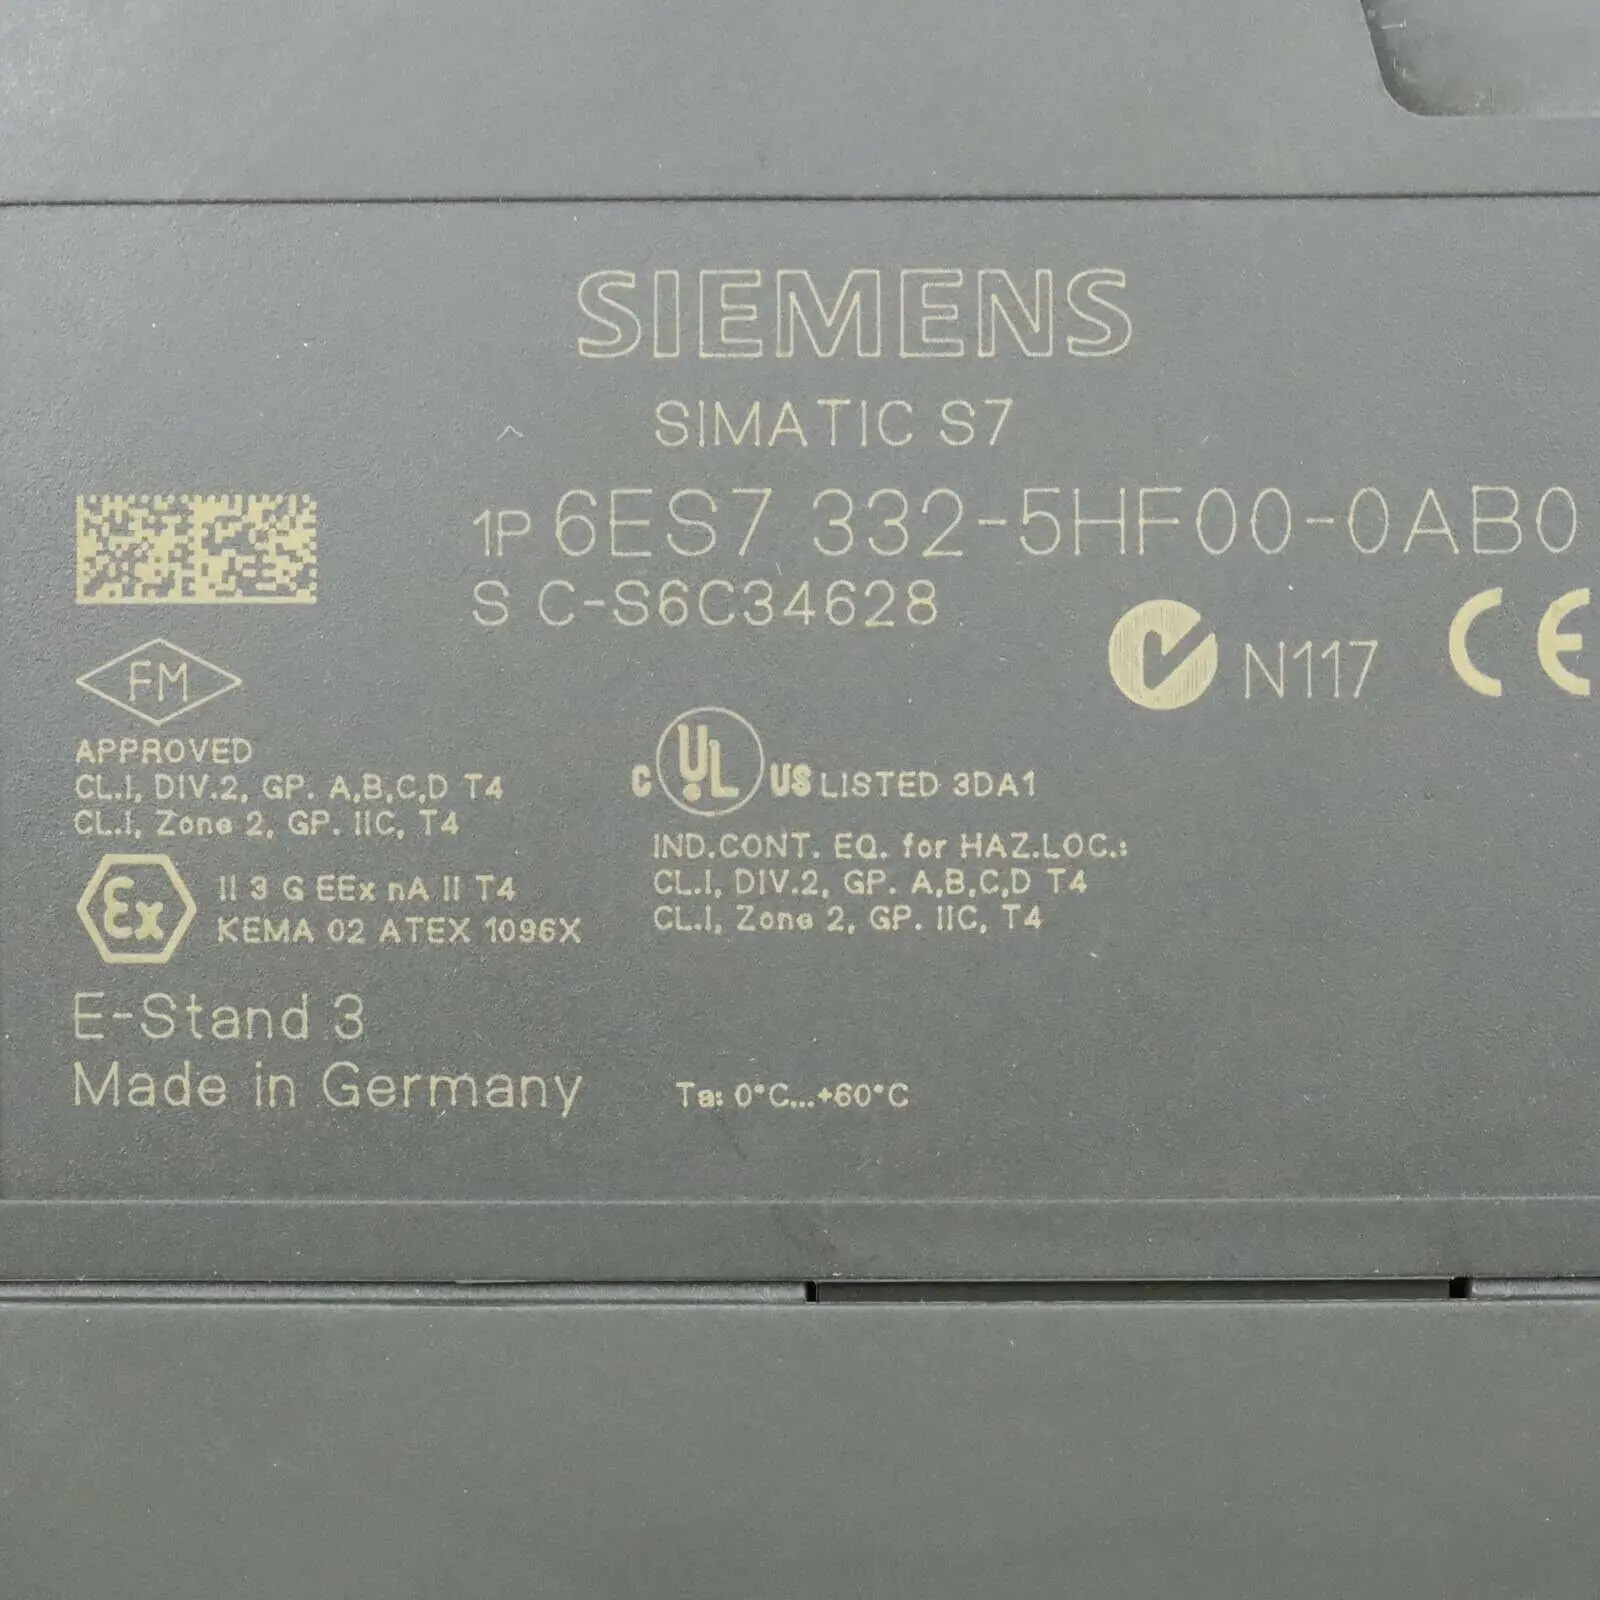 SIEMENS
SIMATIC S7
1P 6ES7 332-5HF00-0AB0
S C-S6C34628
N117 CE
FM
APPROVED
CL.I, DIV.2, GP. A,B,C,D T4
CL.I, Zone 2, GP. IIC, T4
C UL US LISTED 3DA1
IND.CONT. EQ. for HAZ.LOC.:
CL.I, DIV.2, GP. A,B,C,D T4
CL.I, Zone 2, GP. IIC, T4
Ex II 3 G EEx nA II T4
KEMA 02 ATEX 1096X
E-Stand 3
Made in Germany
Ta: 0°C...+60°C